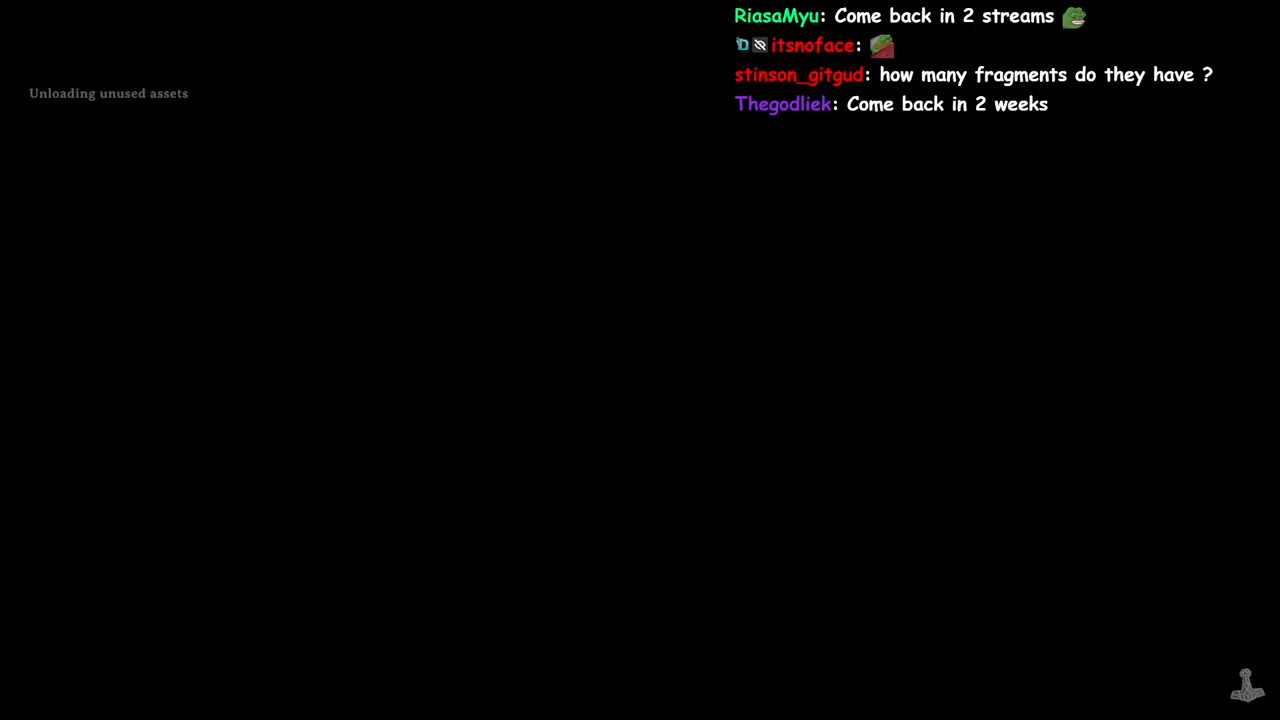 RiasaMyu: Come back in 2 streams
itsnoface:
stinson_gitgud: how many fragments do they have ?
Unloading unused assets
Thegodliek: Come back in 2 weeks